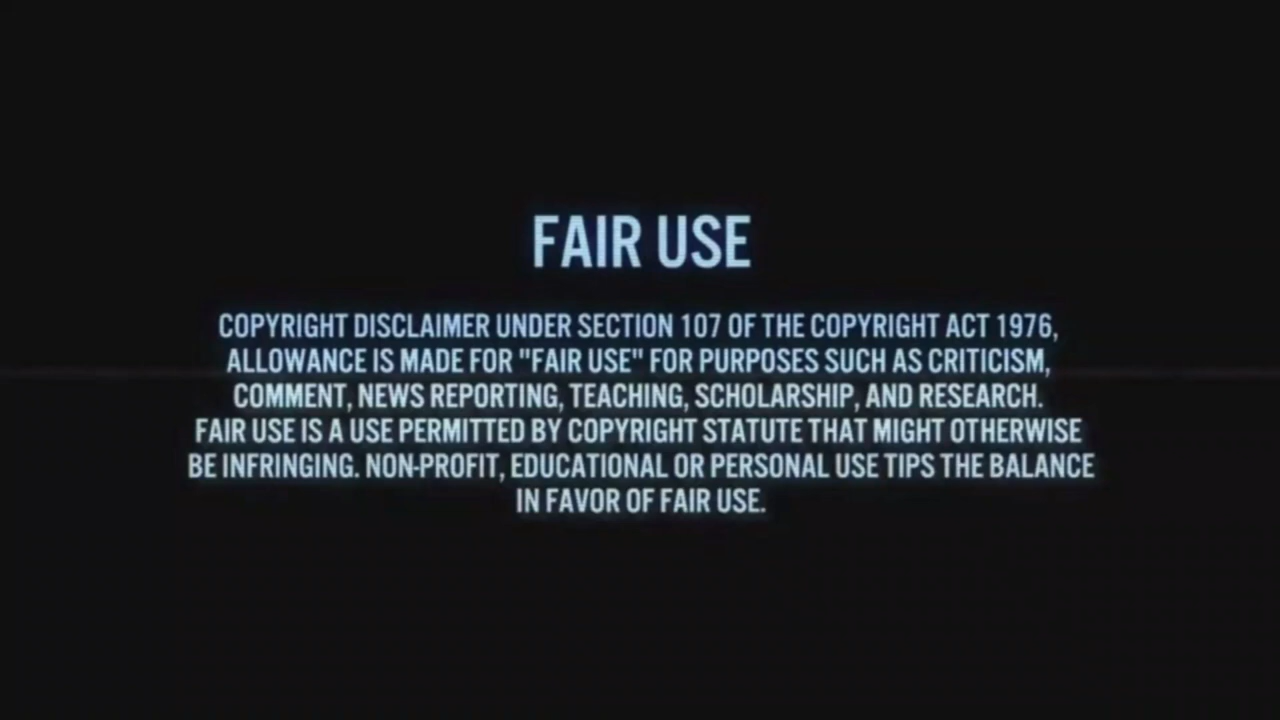 FAIR USE
COPYRIGHT DISCLAIMER UNDER SECTION 107 OF THE COPYRIGHT ACT 1976,
ALLOWANCE IS MADE FOR "FAIR USE" FOR PURPOSES SUCH AS CRITICISM,
COMMENT, NEWS REPORTING, TEACHING, SCHOLARSHIP, AND RESEARCH.
FAIR USE IS A USE PERMITTED BY COPYRIGHT STATUTE THAT MIGHT OTHERWISE
BE INFRINGING. NON-PROFIT, EDUCATIONAL OR PERSONAL USE TIPS THE BALANCE
IN FAVOR OF FAIR USE.